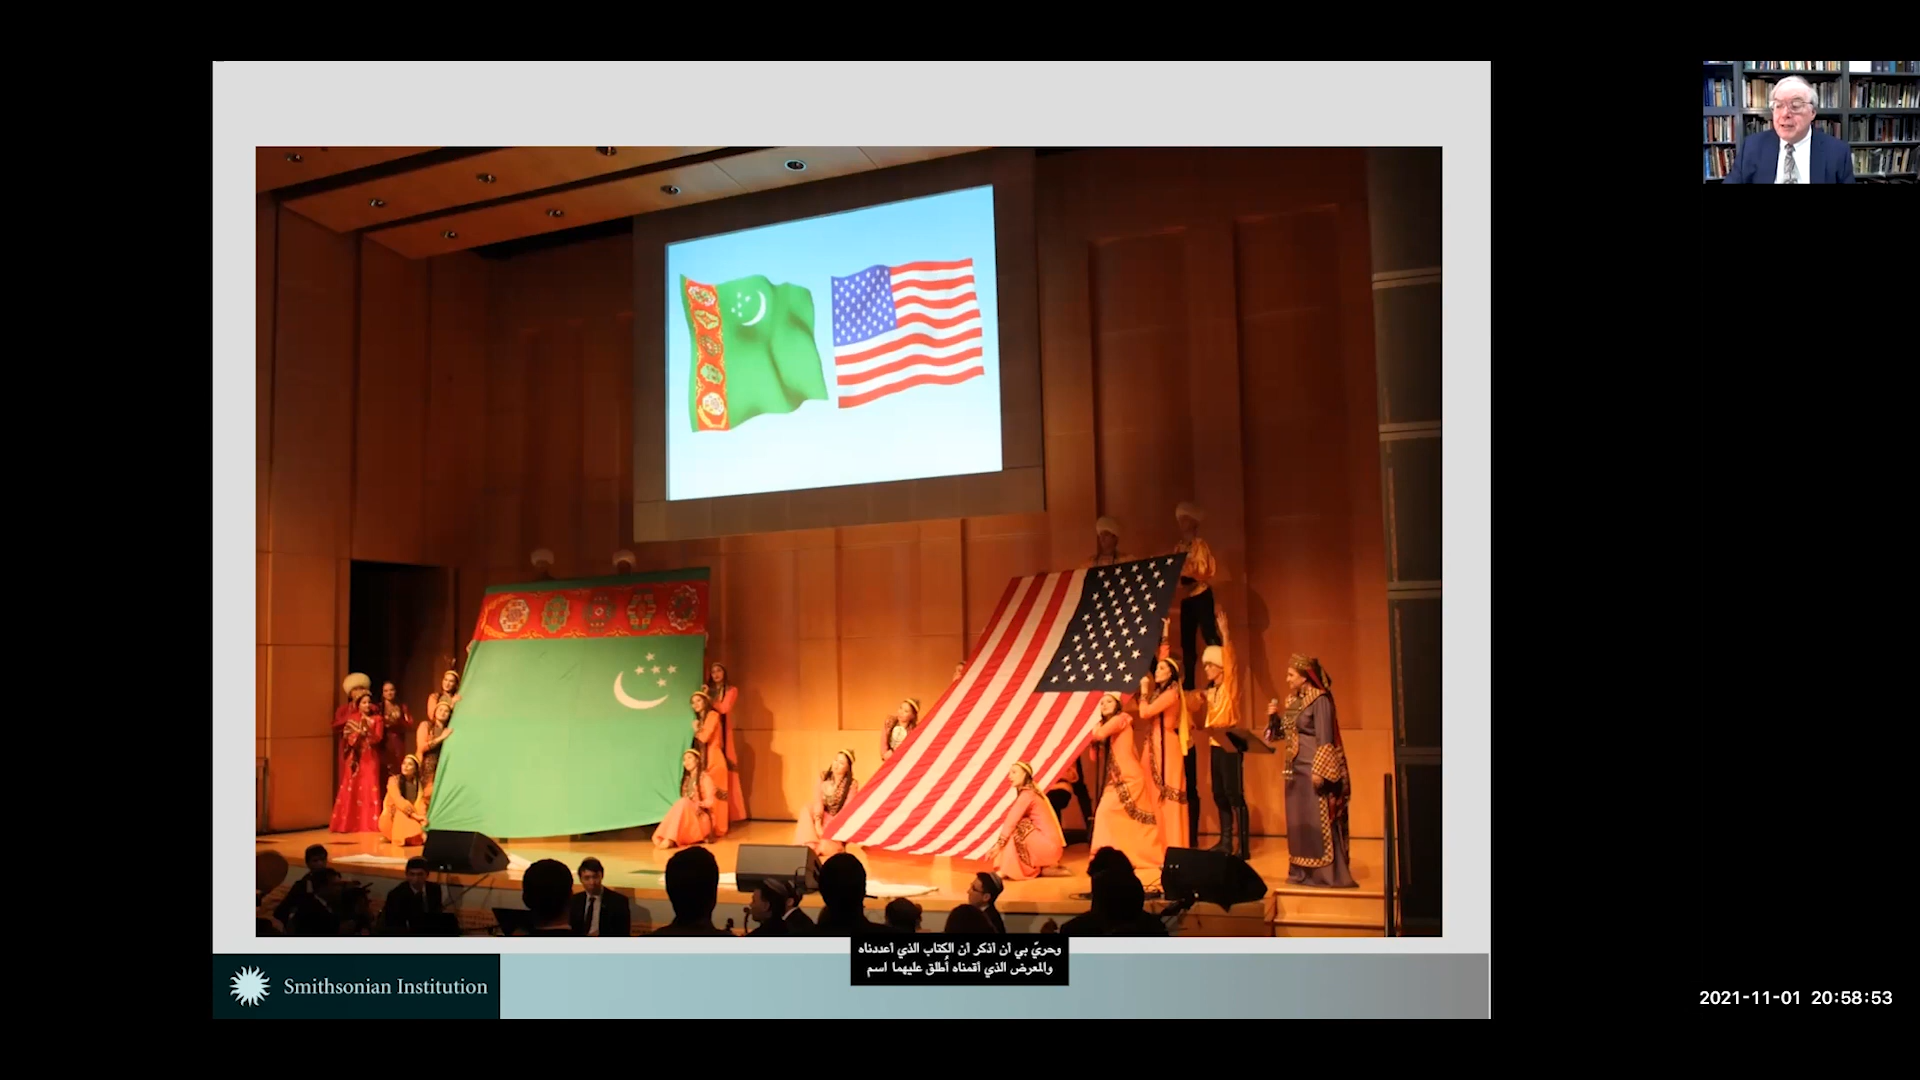 وحريّ بي أن أذكر أن الكتاب الذي أعددناه
والمعرض الذي أقمناه أُطلق عليهما اسم
Smithsonian Institution
2021-11-01 20:58:53